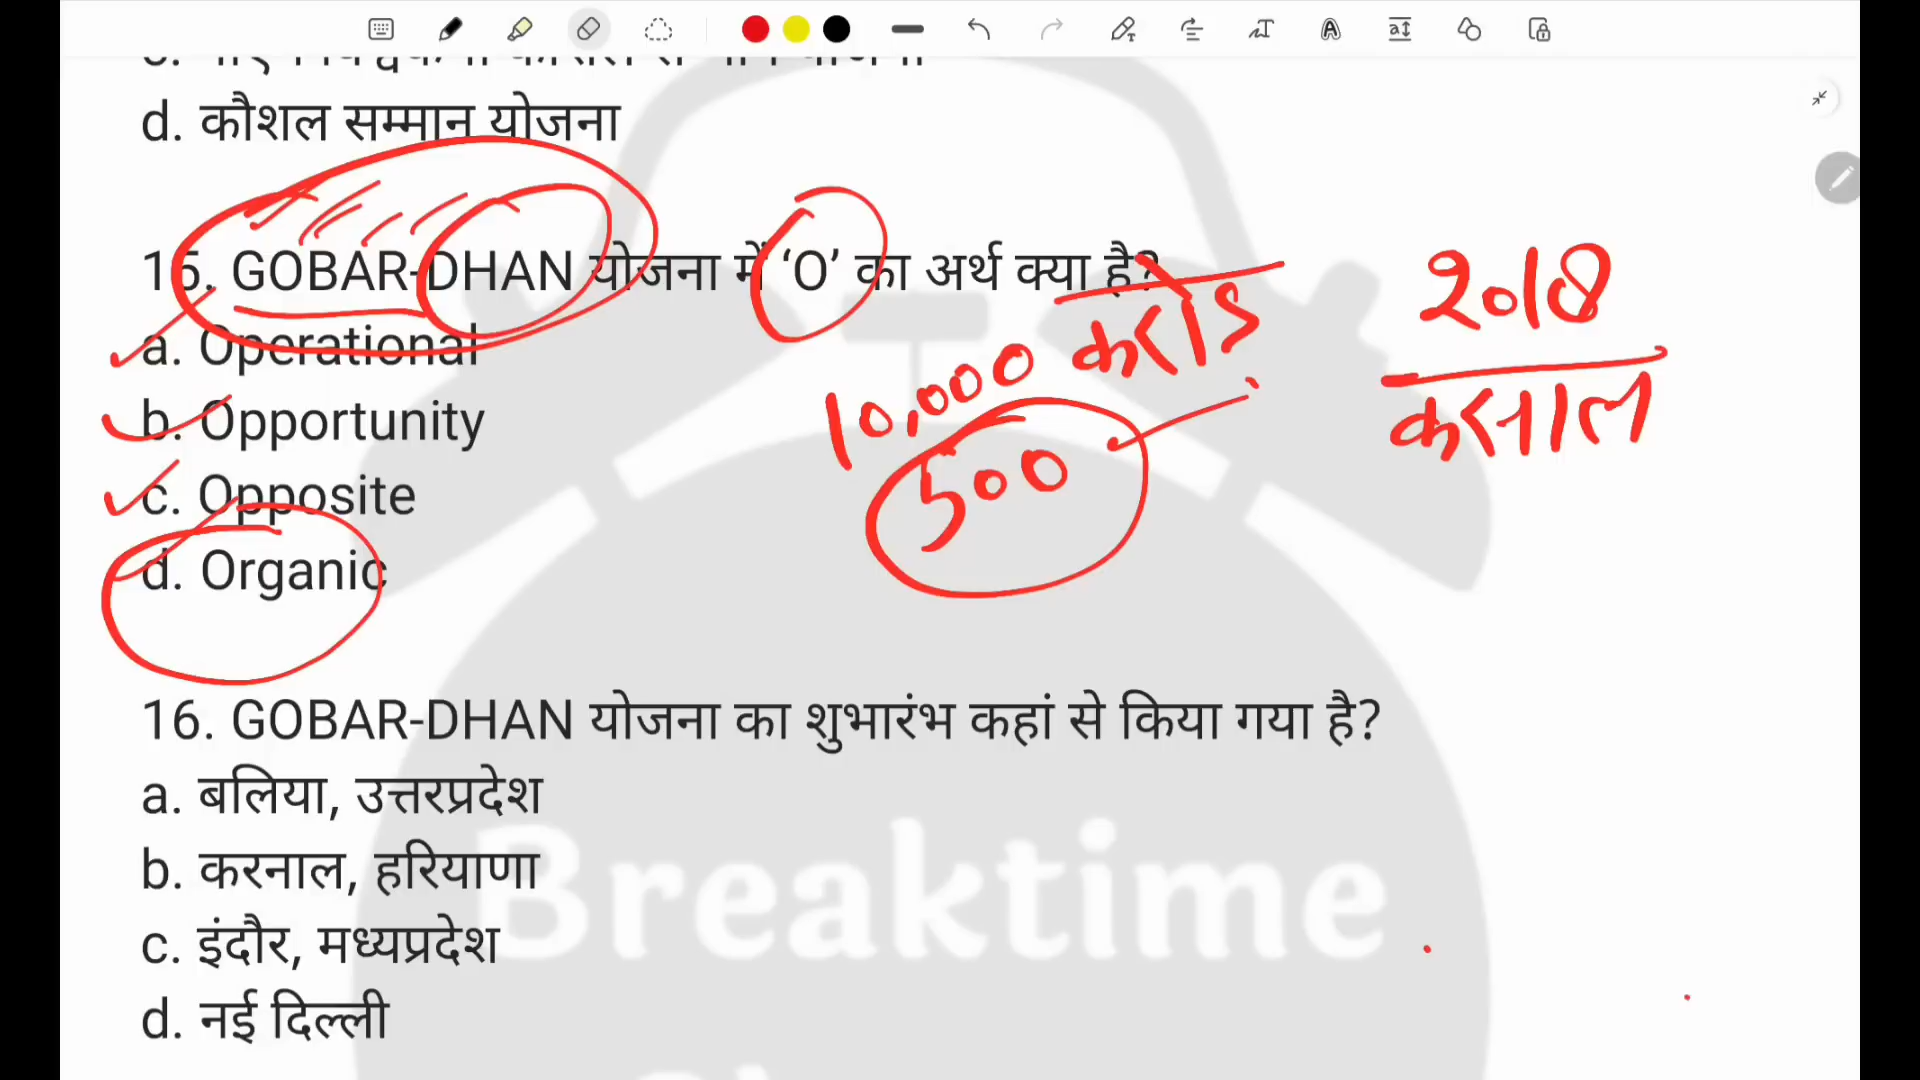 d. कौशल सम्मान योजना
15. GOBAR-DHAN योजना में ‘O’ का अर्थ क्या है?
a. Operational
b. Opportunity
c. Opposite
d. Organic
10,000 करोड
500
2018
करनाल
16. GOBAR-DHAN योजना का शुभारंभ कहां से किया गया है?
a. बलिया, उत्तरप्रदेश
b. करनाल, हरियाणा
c. इंदौर, मध्यप्रदेश
d. नई दिल्ली
Breaktime